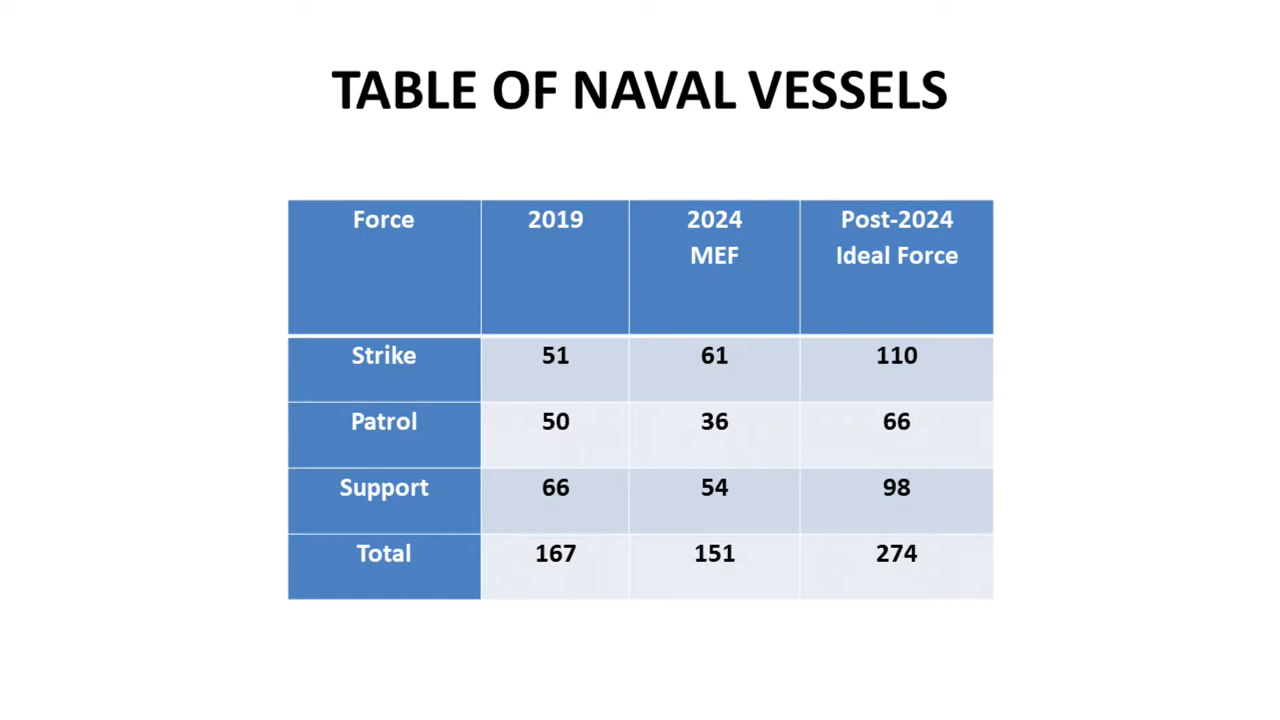 TABLE OF NAVAL VESSELS
Force 2019 2024 Post-2024
MEF Ideal Force
Strike 51 61 110
Patrol 50 36 66
Support 66 54 98
Total 167 151 274